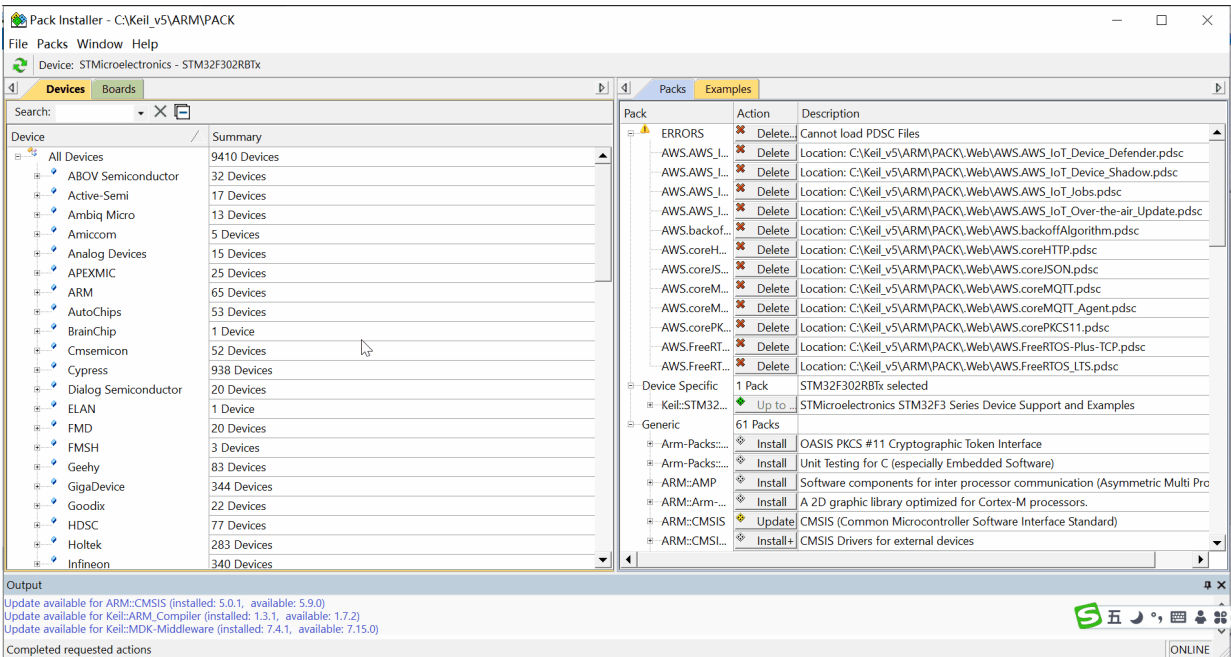 Pack Installer - C:\Keil_v5\ARM\PACK
File Packs Window Help
Device: STMicroelectronics - STM32F302RBTx
Devices Boards
Search:
Device Summary
All Devices 9410 Devices
ABOV Semiconductor 32 Devices
Active-Semi 17 Devices
Ambiq Micro 13 Devices
Amiccom 5 Devices
Analog Devices 15 Devices
APEXMIC 25 Devices
ARM 65 Devices
AutoChips 53 Devices
BrainChip 1 Device
Cmsemicon 52 Devices
Cypress 938 Devices
Dialog Semiconductor 20 Devices
ELAN 1 Device
FMD 20 Devices
FMSH 3 Devices
Geehy 83 Devices
GigaDevice 344 Devices
Goodix 22 Devices
HDSC 77 Devices
Holtek 283 Devices
Infineon 340 Devices
Packs Examples
Pack Action Description
ERRORS Delete... Cannot load PDSC Files
AWS.AWS_I... Delete Location: C:\Keil_v5\ARM\PACK\.Web\AWS.AWS_IoT_Device_Defender.pdsc
AWS.AWS_I... Delete Location: C:\Keil_v5\ARM\PACK\.Web\AWS.AWS_IoT_Device_Shadow.pdsc
AWS.AWS_I... Delete Location: C:\Keil_v5\ARM\PACK\.Web\AWS.AWS_IoT_Jobs.pdsc
AWS.AWS_I... Delete Location: C:\Keil_v5\ARM\PACK\.Web\AWS.AWS_IoT_Over-the-air_Update.pdsc
AWS.backof... Delete Location: C:\Keil_v5\ARM\PACK\.Web\AWS.backoffAlgorithm.pdsc
AWS.coreH... Delete Location: C:\Keil_v5\ARM\PACK\.Web\AWS.coreHTTP.pdsc
AWS.coreJS... Delete Location: C:\Keil_v5\ARM\PACK\.Web\AWS.coreJSON.pdsc
AWS.coreM... Delete Location: C:\Keil_v5\ARM\PACK\.Web\AWS.coreMQTT.pdsc
AWS.coreM... Delete Location: C:\Keil_v5\ARM\PACK\.Web\AWS.coreMQTT_Agent.pdsc
AWS.corePK... Delete Location: C:\Keil_v5\ARM\PACK\.Web\AWS.corePKCS11.pdsc
AWS.FreeRT... Delete Location: C:\Keil_v5\ARM\PACK\.Web\AWS.FreeRTOS-Plus-TCP.pdsc
AWS.FreeRT... Delete Location: C:\Keil_v5\ARM\PACK\.Web\AWS.FreeRTOS_LTS.pdsc
Device Specific 1 Pack STM32F302RBTx selected
Keil::STM32... Up to ... STMicroelectronics STM32F3 Series Device Support and Examples
Generic 61 Packs
Arm-Packs::... Install OASIS PKCS #11 Cryptographic Token Interface
Arm-Packs::... Install Unit Testing for C (especially Embedded Software)
ARM::AMP Install Software components for inter processor communication (Asymmetric Multi Pro
ARM::Arm-... Install A 2D graphic library optimized for Cortex-M processors.
ARM::CMSIS Update CMSIS (Common Microcontroller Software Interface Standard)
ARM::CMSI... Install+ CMSIS Drivers for external devices
Output
Update available for ARM::CMSIS (installed: 5.0.1, available: 5.9.0)
Update available for Keil::ARM_Compiler (installed: 1.3.1, available: 1.7.2)
Update available for Keil::MDK-Middleware (installed: 7.4.1, available: 7.15.0)
五
Completed requested actions
ONLINE